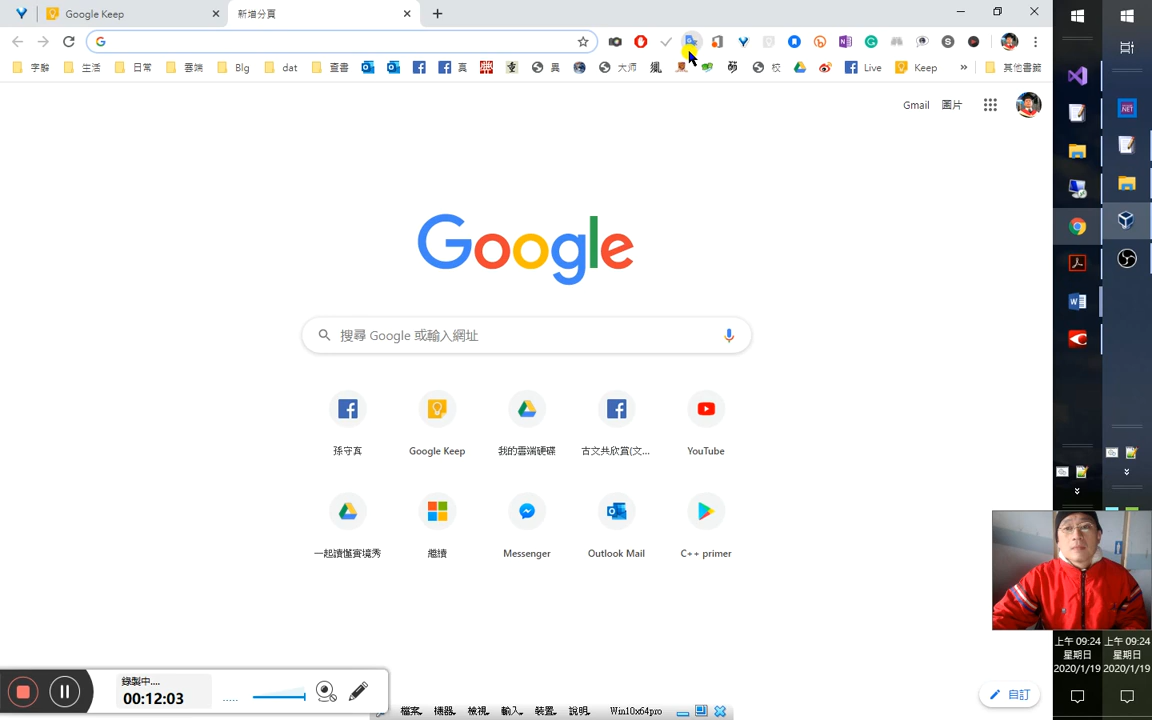 Google Keep
新增分頁
字辭
生活
日常
雲端
Blg
dat
查書
真
異
大師
萌
校
Live
Keep
»
其他書籤
Gmail
圖片
Google
搜尋 Google 或輸入網址
孫守真
Google Keep
我的雲端硬碟
古文共欣賞(文...
YouTube
一起讀懂實境秀
繼續
Messenger
Outlook Mail
C++ primer
自訂
錄製中....
00:12:03
檔案
機器
檢視
輸入
裝置
說明
Win10x64pro
上午 09:24
星期日
2020/1/19
上午 09:24
星期日
2020/1/19